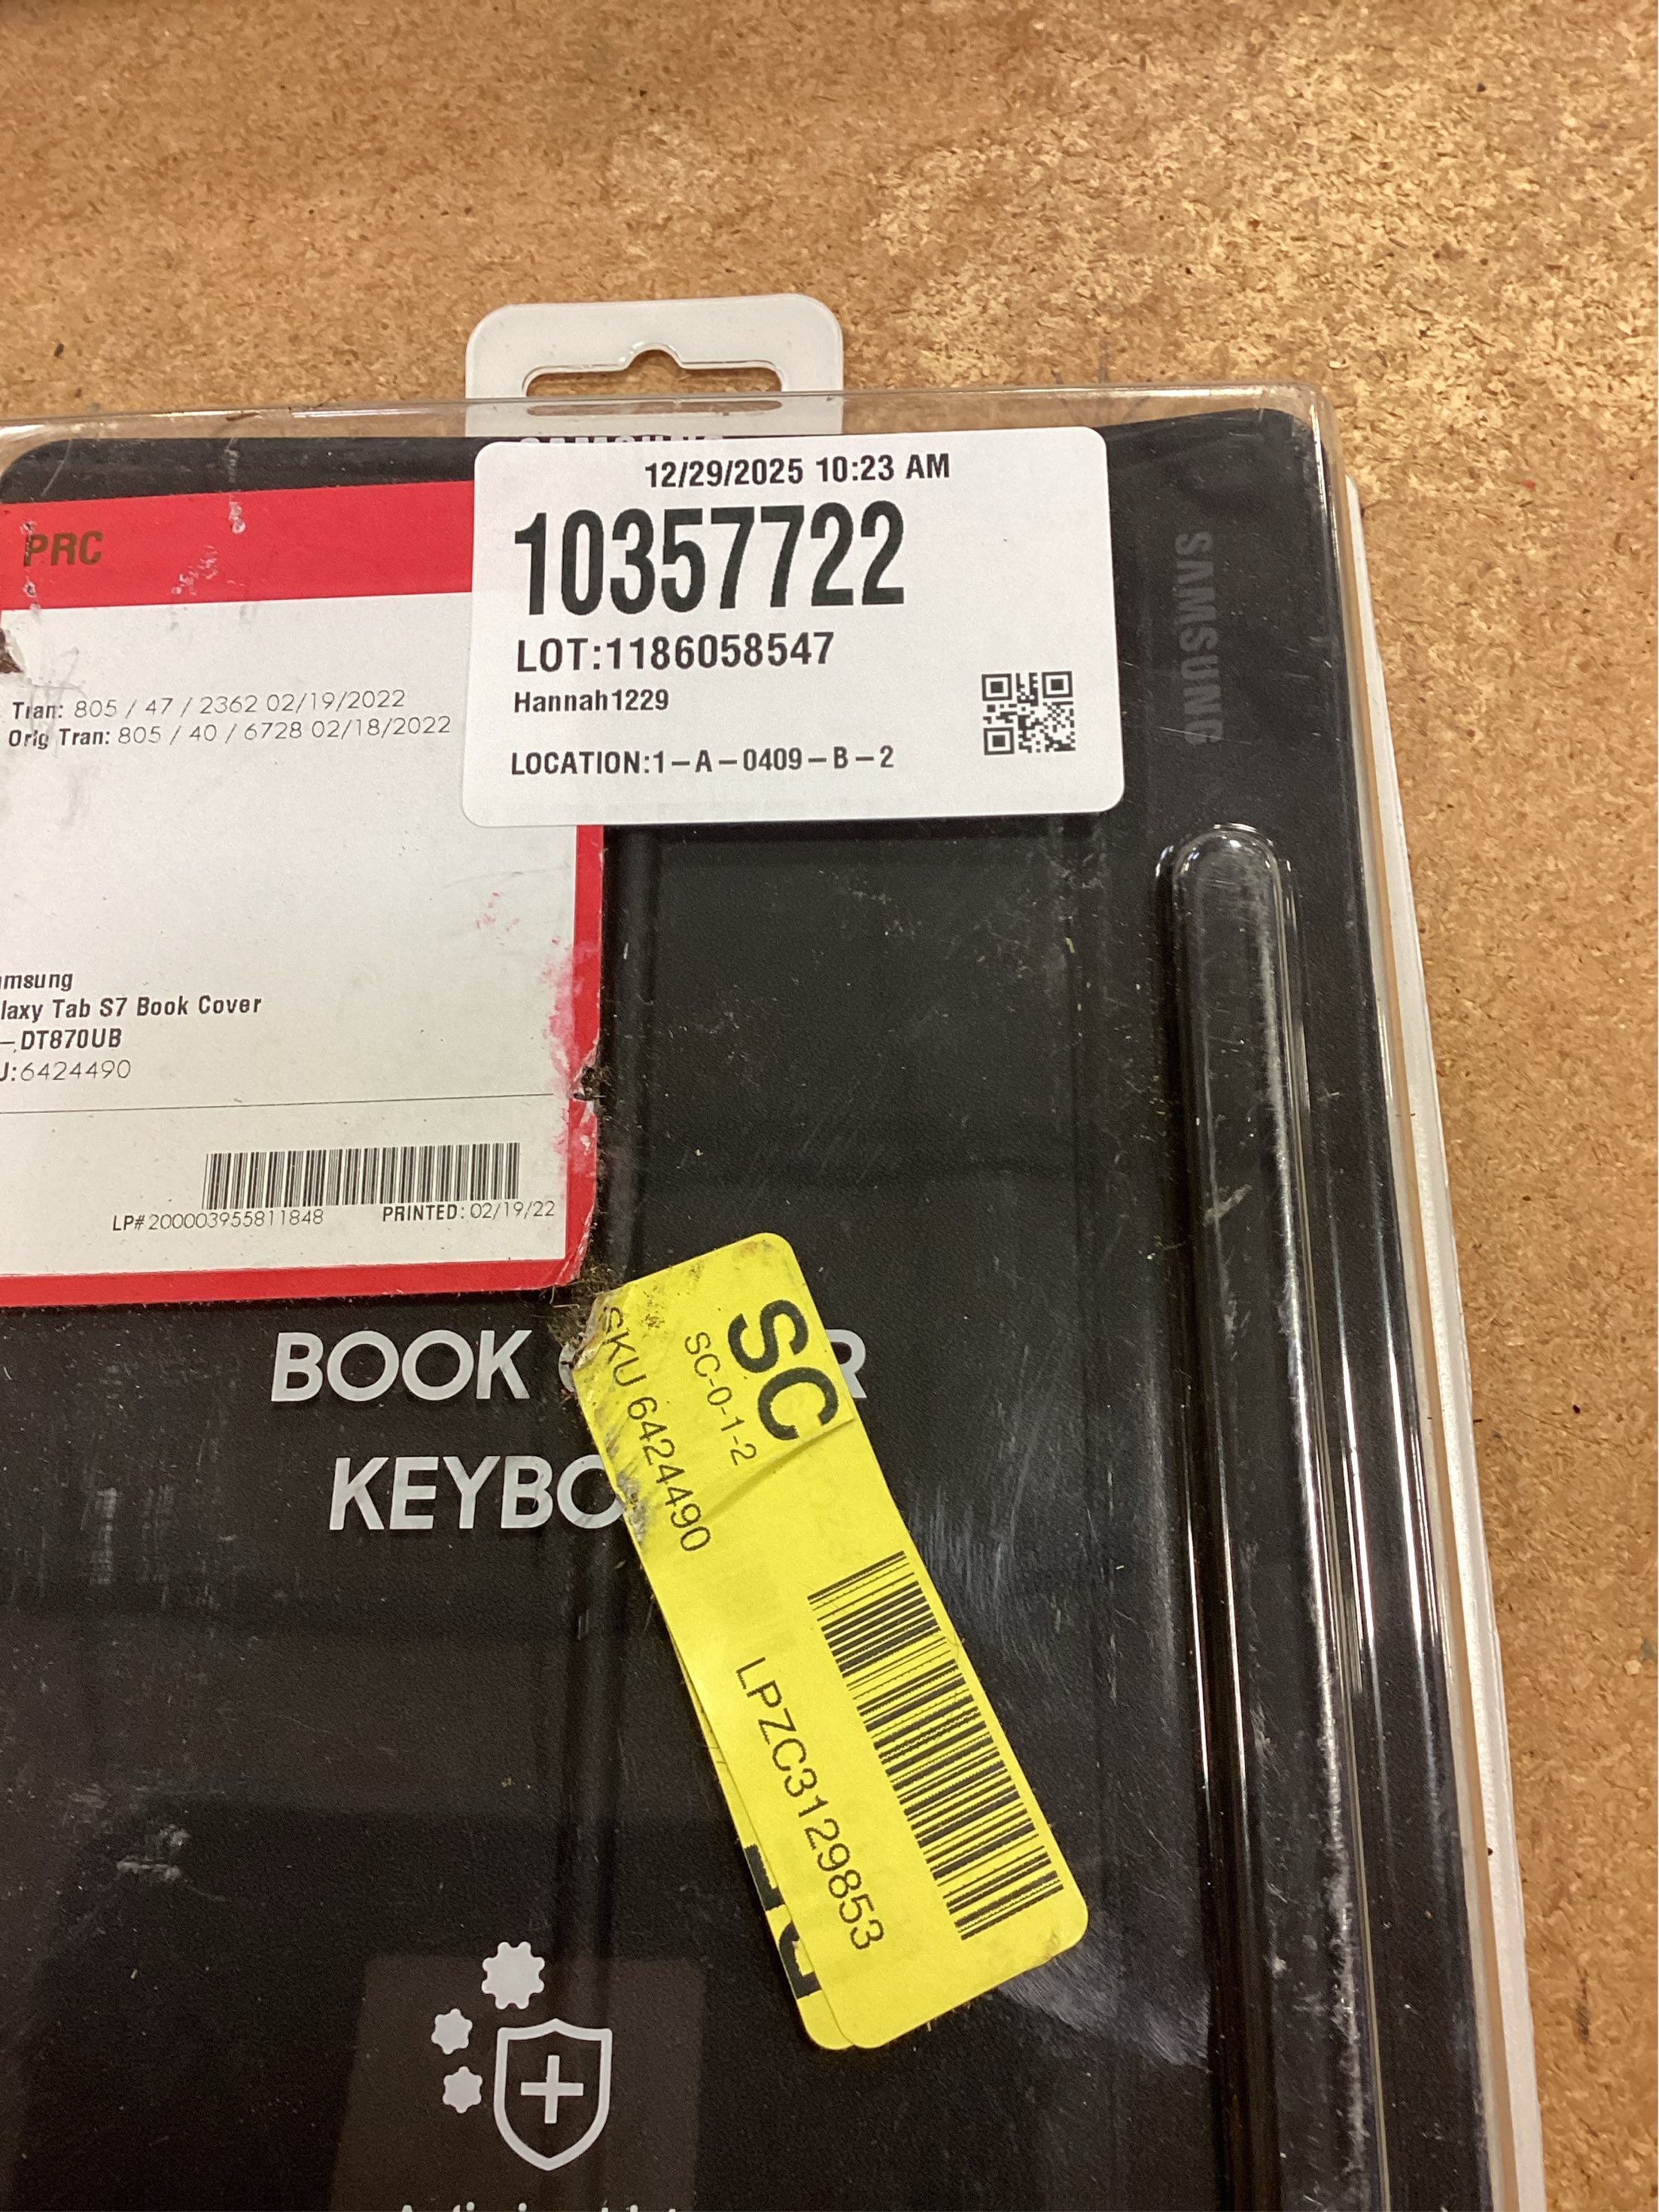 12/29/2025 10:23 AM
10357722
LOT:1186058547
Hannah1229
LOCATION:1-A-0409-B-2
SAMSUNG
PRC
Tran: 805 / 47 / 2362 02/19/2022
Orig Tran: 805 / 40 / 6728 02/18/2022
msung
laxy Tab S7 Book Cover
-DT870UB
U:6424490
LP# 200003955811848 PRINTED: 02/19/22
BOOK R
KEYBO
SC
SC-0-1-2
SKU 6424490
LPZC3129853